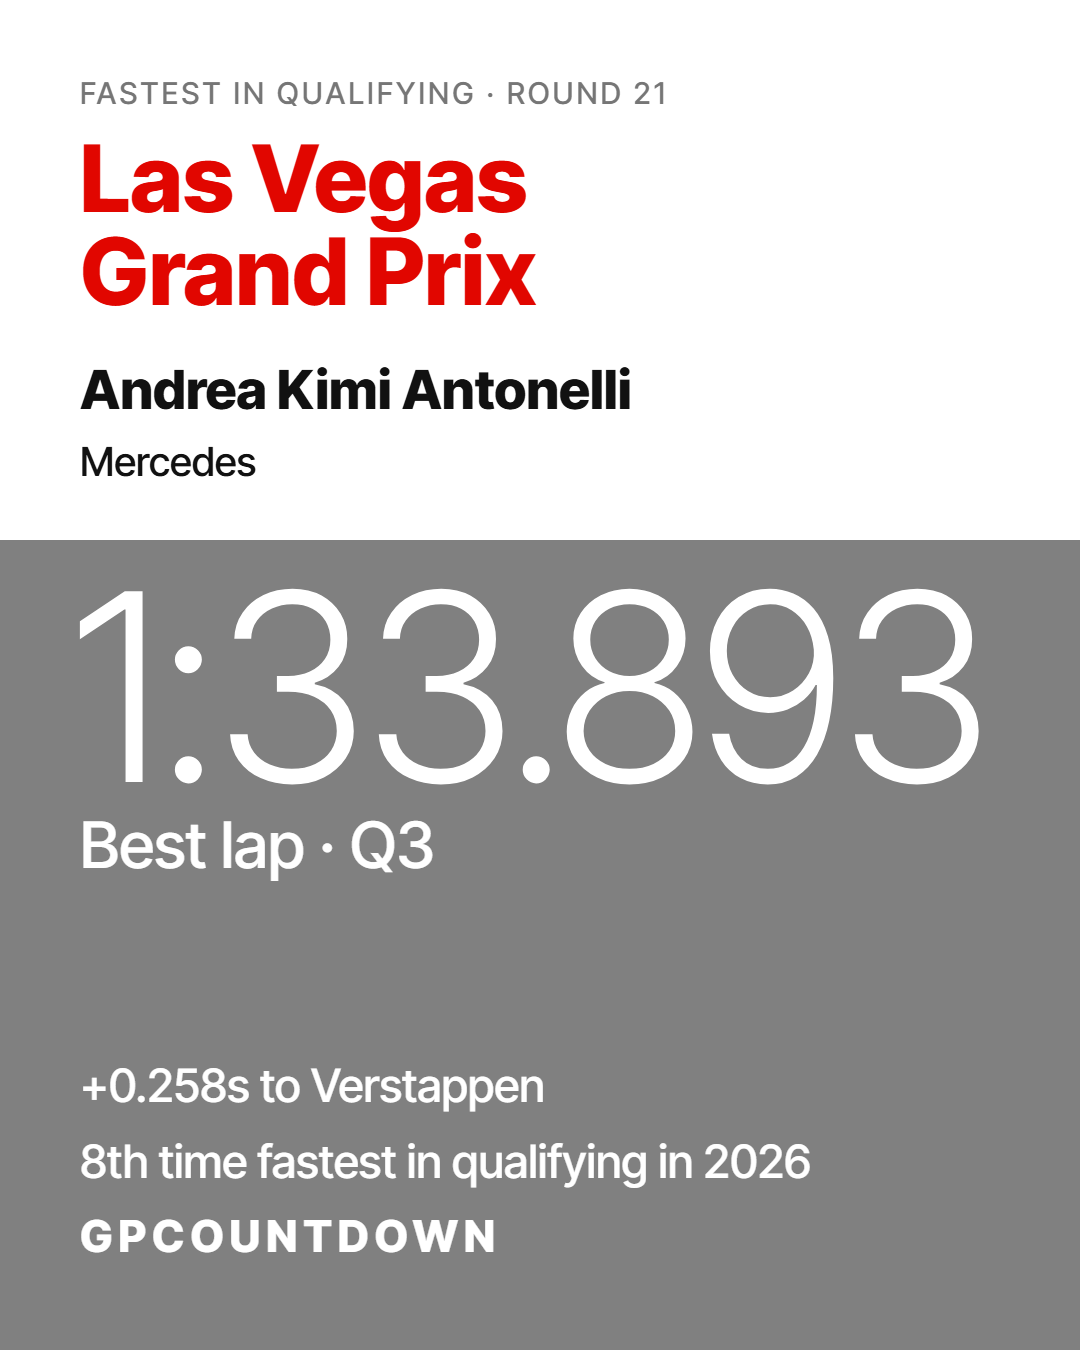 FASTEST IN QUALIFYING · ROUND 21
Las Vegas
Grand Prix
Andrea Kimi Antonelli
Mercedes
1:33.893
Best lap · Q3
+0.258s to Verstappen
8th time fastest in qualifying in 2026
GPCOUNTDOWN